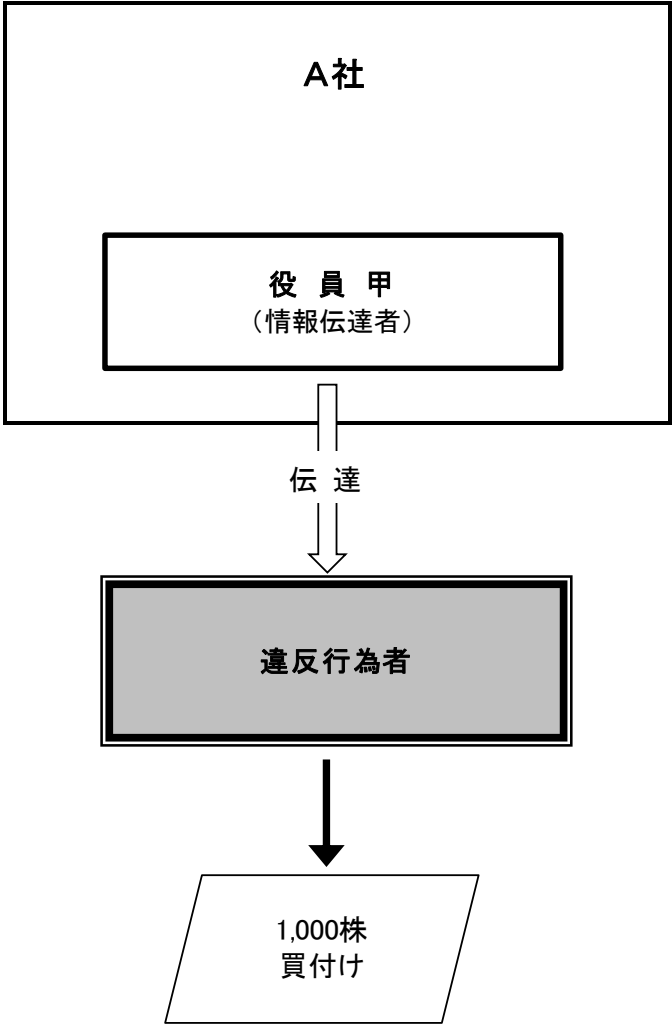 A社
役 員 甲
（情報伝達者）
伝 達
違反行為者
1,000株
買付け